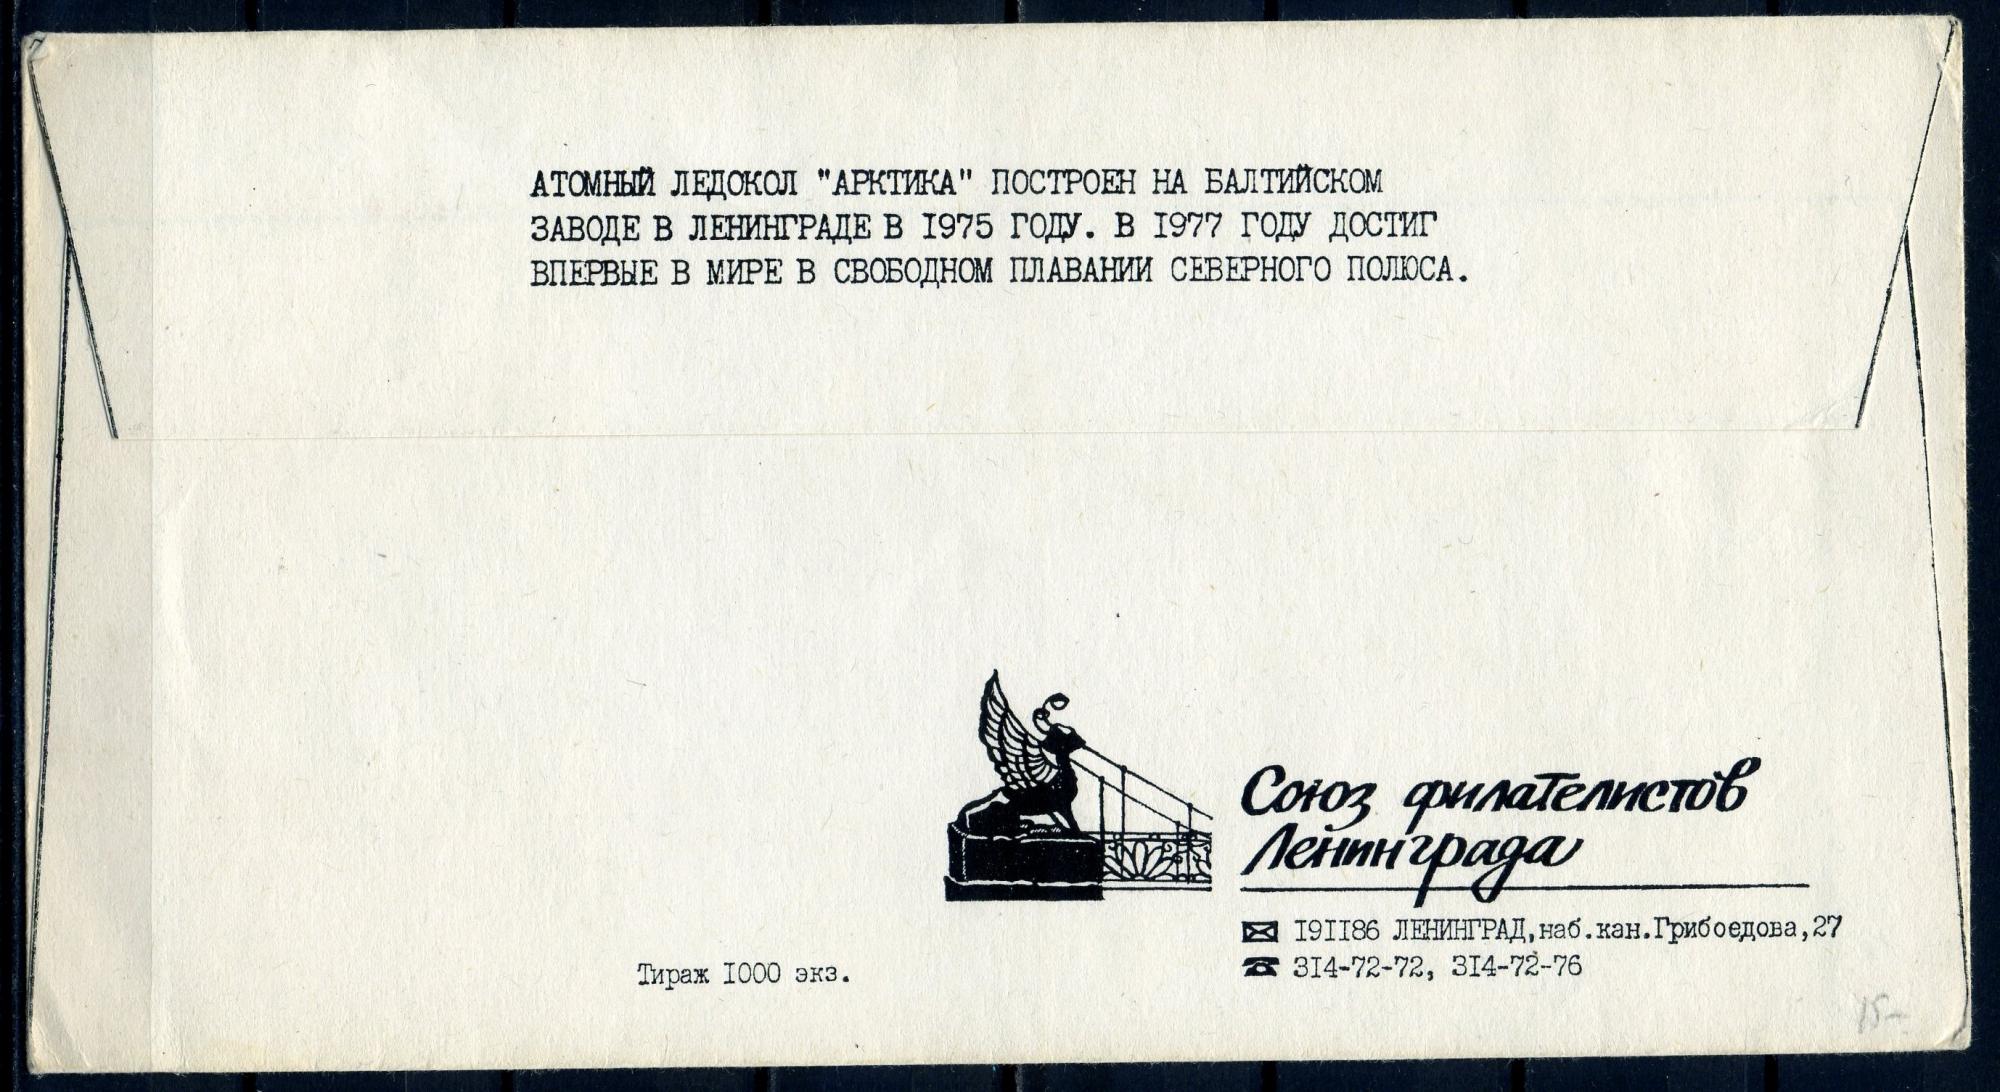 АТОМНЫЙ ЛЕДОКОЛ "АРКТИКА" ПОСТРОЕН НА БАЛТИЙСКОМ
ЗАВОДЕ В ЛЕНИНГРАДЕ В 1975 ГОДУ. В 1977 ГОДУ ДОСТИГ
ВПЕРВЫЕ В МИРЕ В СВОБОДНОМ ПЛАВАНИИ СЕВЕРНОГО ПОЛЮСА.
Союз филателистов
Ленинграда
191186 ЛЕНИНГРАД, наб.кан.Грибоедова,27
314-72-72, 314-72-76
Тираж 1000 экз.
15-